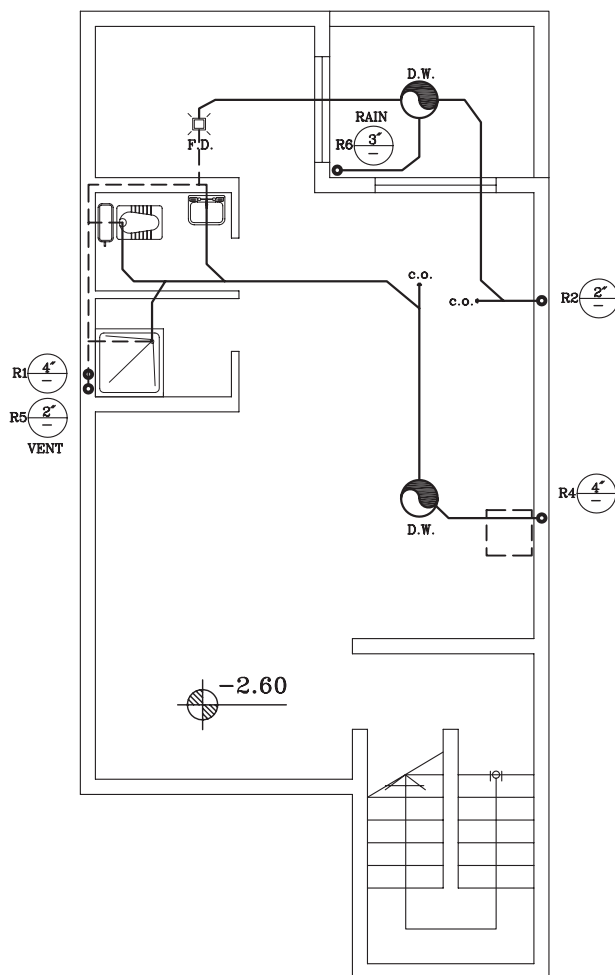 D.W.
RAIN
R6 3"
F.D.
c.o.
c.o.
R2 2"
R1 4"
R5 2"
VENT
R4 4"
D.W.
-2.60